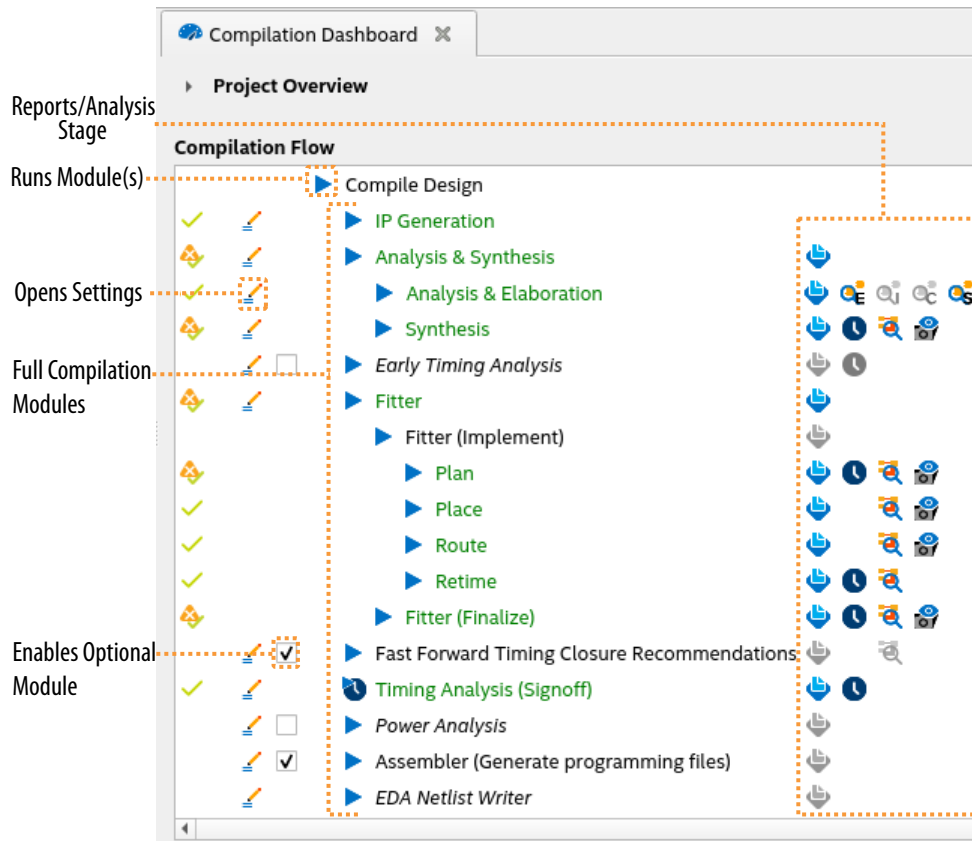 Compilation Dashboard
Project Overview
Reports/Analysis
Stage
Compilation Flow
Runs Module(s)
Compile Design
IP Generation
Analysis & Synthesis
Opens Settings
Analysis & Elaboration
E
I
C
S
Synthesis
Full Compilation
Modules
Early Timing Analysis
Fitter
Fitter (Implement)
Plan
Place
Route
Retime
Fitter (Finalize)
Enables Optional
Module
Fast Forward Timing Closure Recommendations
Timing Analysis (Signoff)
Power Analysis
Assembler (Generate programming files)
EDA Netlist Writer